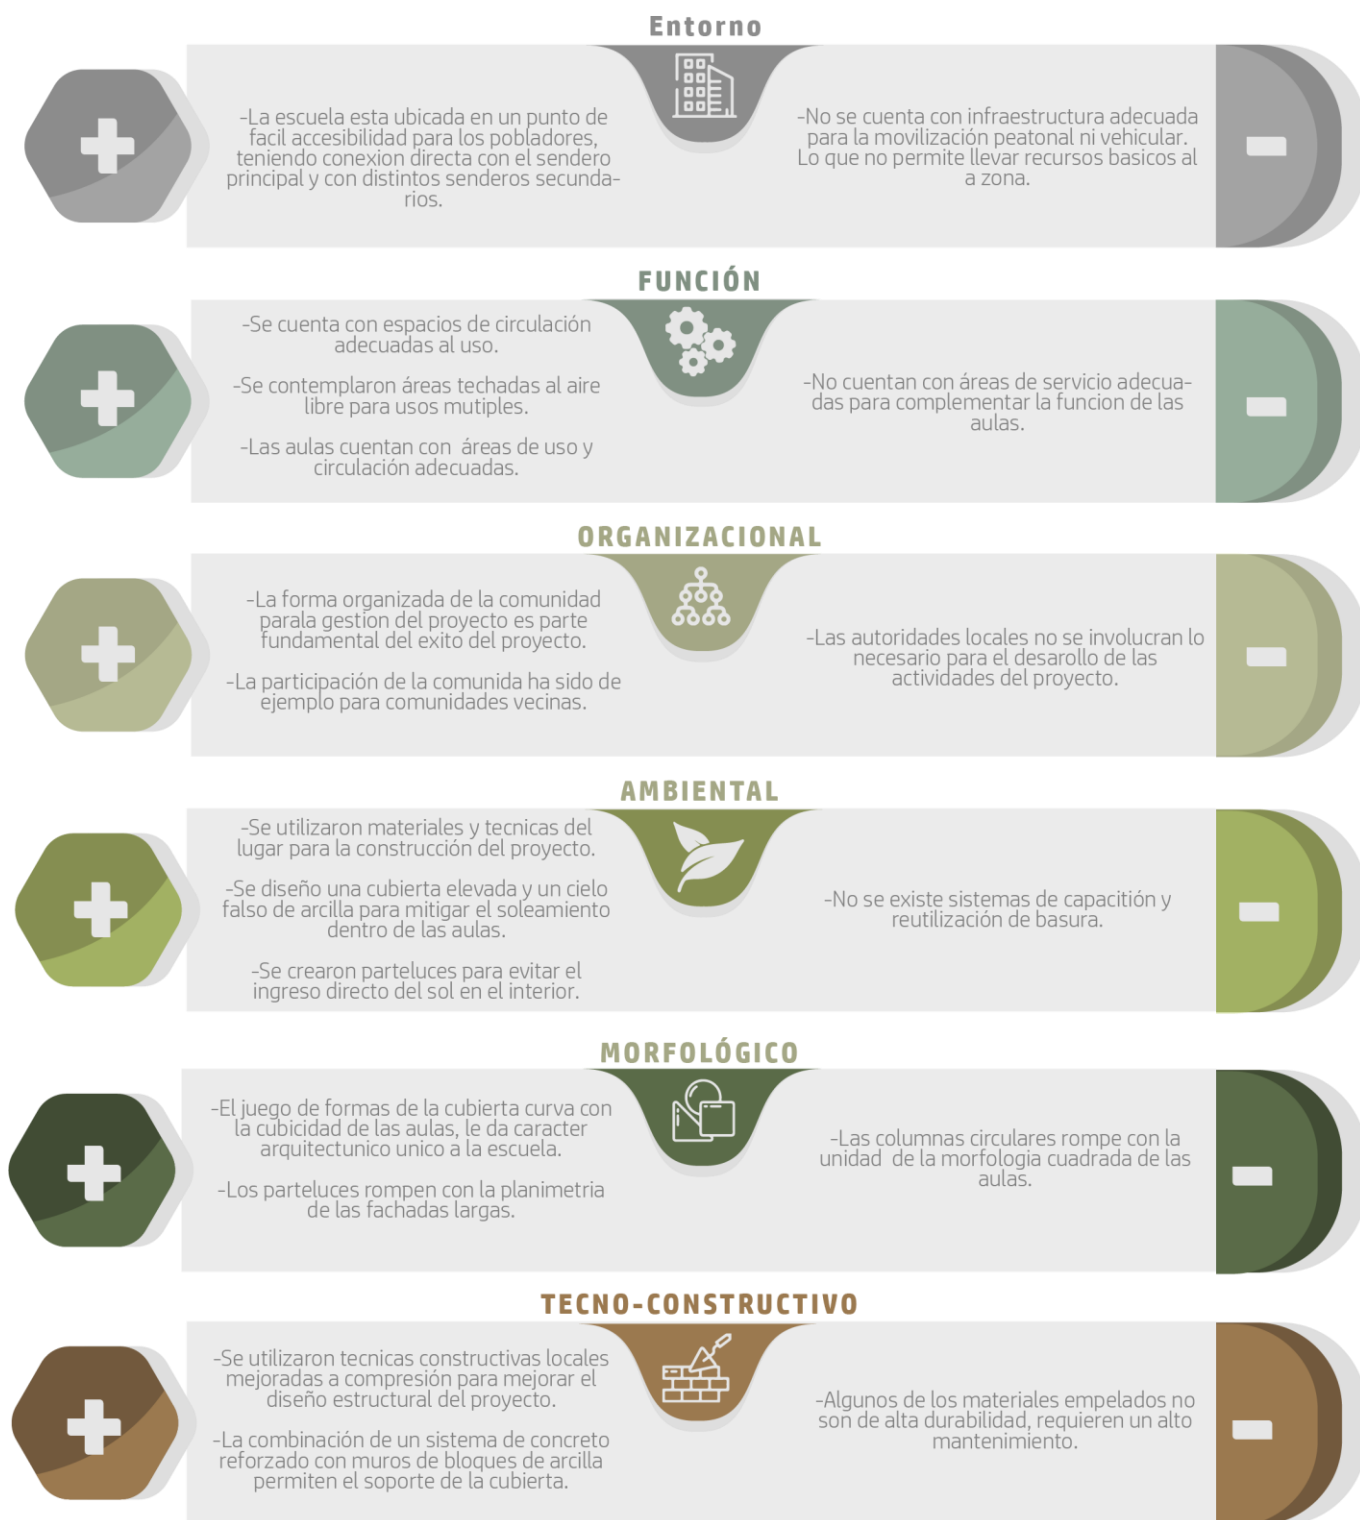 Entorno
-La escuela esta ubicada en un punto de
facil accesibilidad para los pobladores,
teniendo conexion directa con el sendero
principal y con distintos senderos secunda-
rios.
-No se cuenta con infraestructura adecuada
para la movilización peatonal ni vehicular.
Lo que no permite llevar recursos basicos al
a zona.
FUNCIÓN
-Se cuenta con espacios de circulación
adecuadas al uso.
-Se contemplaron áreas techadas al aire
libre para usos mutiples.
-Las aulas cuentan con áreas de uso y
circulación adecuadas.
-No cuentan con áreas de servicio adecua-
das para complementar la funcion de las
aulas.
ORGANIZACIONAL
-La forma organizada de la comunidad
parala gestion del proyecto es parte
fundamental del exito del proyecto.
-La participación de la comunida ha sido de
ejemplo para comunidades vecinas.
-Las autoridades locales no se involucran lo
necesario para el desarollo de las
actividades del proyecto.
AMBIENTAL
-Se utilizaron materiales y tecnicas del
lugar para la construcción del proyecto.
-Se diseño una cubierta elevada y un cielo
falso de arcilla para mitigar el soleamiento
dentro de las aulas.
-Se crearon parteluces para evitar el
ingreso directo del sol en el interior.
-No se existe sistemas de capacitión y
reutilización de basura.
MORFOLÓGICO
-El juego de formas de la cubierta curva con
la cubicidad de las aulas, le da caracter
arquitectunico unico a la escuela.
-Los parteluces rompen con la planimetria
de las fachadas largas.
-Las columnas circulares rompe con la
unidad de la morfologia cuadrada de las
aulas.
TECNO-CONSTRUCTIVO
-Se utilizaron tecnicas constructivas locales
mejoradas a compresión para mejorar el
diseño estructural del proyecto.
-La combinación de un sistema de concreto
reforzado con muros de bloques de arcilla
permiten el soporte de la cubierta.
-Algunos de los materiales empelados no
son de alta durabilidad, requieren un alto
mantenimiento.